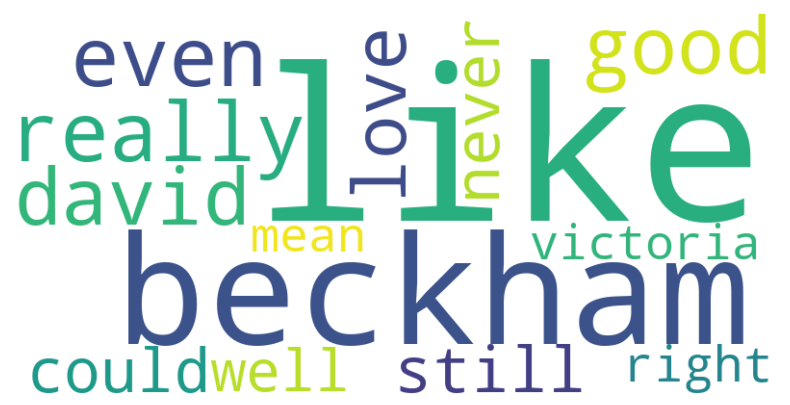 even
love
never
good
like
really
david
mean
victoria
beckham
could
well
still
right